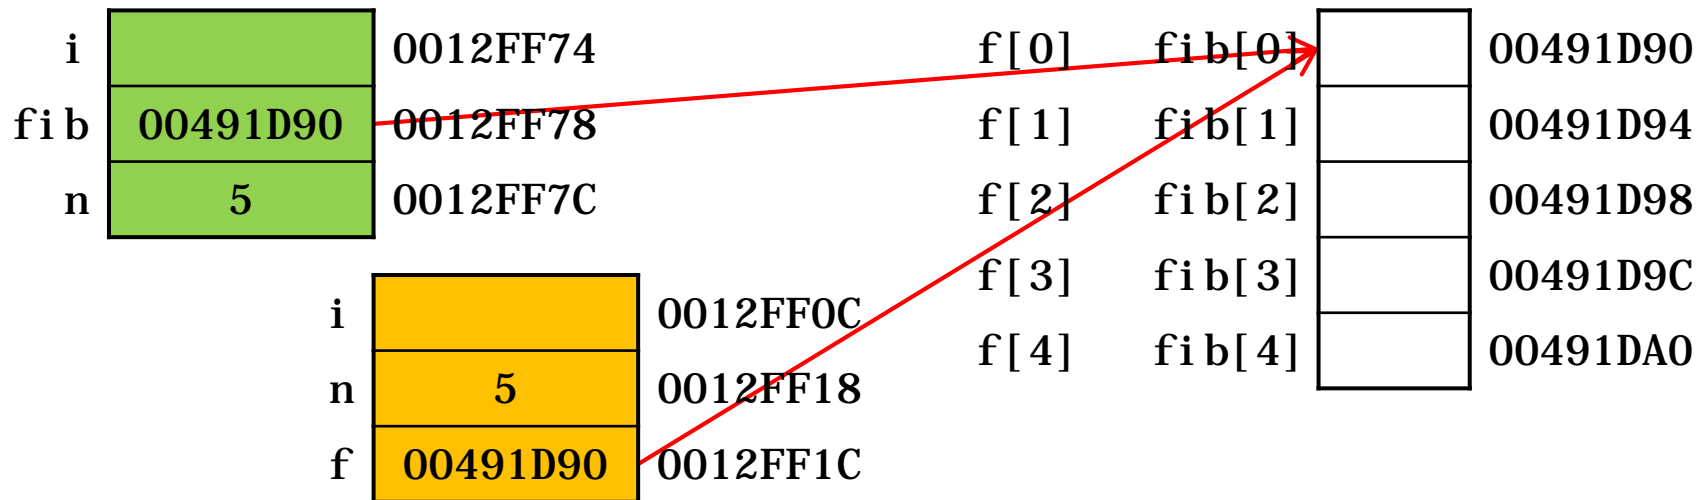 i 0012FF74 f[0] fib[0] 00491D90
fib 00491D90 0012FF78 f[1] fib[1] 00491D94
n 5 0012FF7C f[2] fib[2] 00491D98
i 0012FF0C f[3] fib[3] 00491D9C
n 5 0012FF18 f[4] fib[4] 00491DA0
f 00491D90 0012FF1C